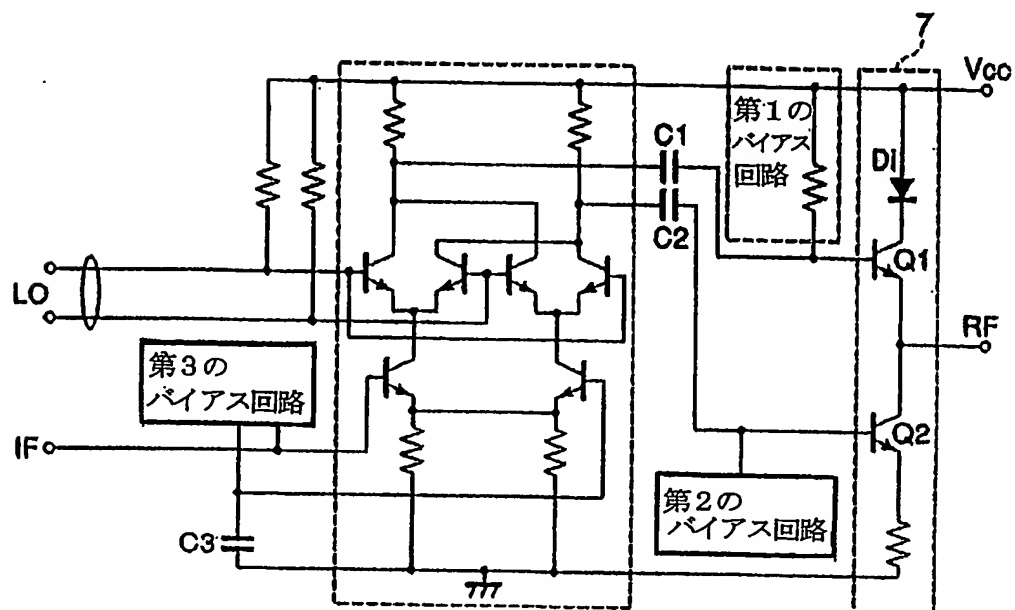 7
Vcc
第1の
バイアス
回路
C1
Di
C2
Q1
LO
RF
第3の
バイアス回路
IF
Q2
第2の
バイアス回路
C3